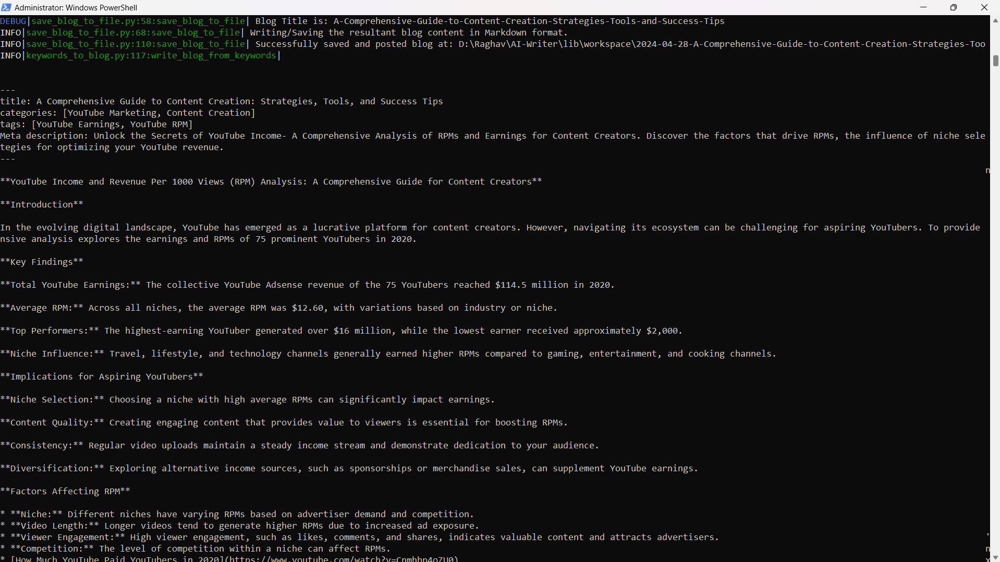 Administrator: Windows PowerShell
DEBUG|save_blog_to_file.py:58:save_blog_to_file| Blog Title is: A-Comprehensive-Guide-to-Content-Creation-Strategies-Tools-and-Success-Tips
INFO|save_blog_to_file.py:68:save_blog_to_file| Writing/Saving the resultant blog content in Markdown format.
INFO|save_blog_to_file.py:110:save_blog_to_file| Successfully saved and posted blog at: D:\Raghav\AI-Writer\lib\workspace\2024-04-28-A-Comprehensive-Guide-to-Content-Creation-Strategies-Too
INFO|keywords_to_blog.py:117:write_blog_from_keywords|
---
title: A Comprehensive Guide to Content Creation: Strategies, Tools, and Success Tips
categories: [YouTube Marketing, Content Creation]
tags: [YouTube Earnings, YouTube RPM]
Meta description: Unlock the Secrets of YouTube Income- A Comprehensive Analysis of RPMs and Earnings for Content Creators. Discover the factors that drive RPMs, the influence of niche sele
tegies for optimizing your YouTube revenue.
---
n
**YouTube Income and Revenue Per 1000 Views (RPM) Analysis: A Comprehensive Guide for Content Creators**
**Introduction**
In the evolving digital landscape, YouTube has emerged as a lucrative platform for content creators. However, navigating its ecosystem can be challenging for aspiring YouTubers. To provide
nsive analysis explores the earnings and RPMs of 75 prominent YouTubers in 2020.
**Key Findings**
**Total YouTube Earnings:** The collective YouTube Adsense revenue of the 75 YouTubers reached $114.5 million in 2020.
**Average RPM:** Across all niches, the average RPM was $12.60, with variations based on industry or niche.
**Top Performers:** The highest-earning YouTuber generated over $16 million, while the lowest earner received approximately $2,000.
**Niche Influence:** Travel, lifestyle, and technology channels generally earned higher RPMs compared to gaming, entertainment, and cooking channels.
**Implications for Aspiring YouTubers**
**Niche Selection:** Choosing a niche with high average RPMs can significantly impact earnings.
**Content Quality:** Creating engaging content that provides value to viewers is essential for boosting RPMs.
**Consistency:** Regular video uploads maintain a steady income stream and demonstrate dedication to your audience.
**Diversification:** Exploring alternative income sources, such as sponsorships or merchandise sales, can supplement YouTube earnings.
**Factors Affecting RPM**
* **Niche:** Different niches have varying RPMs based on advertiser demand and competition.
* **Video Length:** Longer videos tend to generate higher RPMs due to increased ad exposure.
* **Viewer Engagement:** High viewer engagement, such as likes, comments, and shares, indicates valuable content and attracts advertisers. '
* **Competition:** The level of competition within a niche can affect RPMs. n
* [How Much YouTube Paid YouTubers in 2020](https://www.youtube.com/watch?v=Cnmhbp4oZU0) x